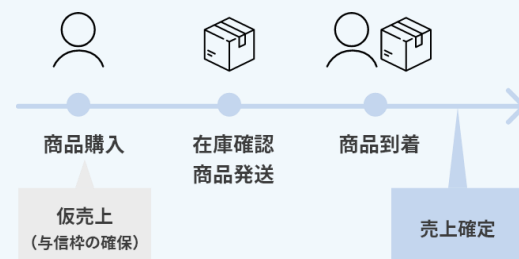 商品購入
在庫確認
商品発送
商品到着
仮売上
（与信枠の確保）
売上確定